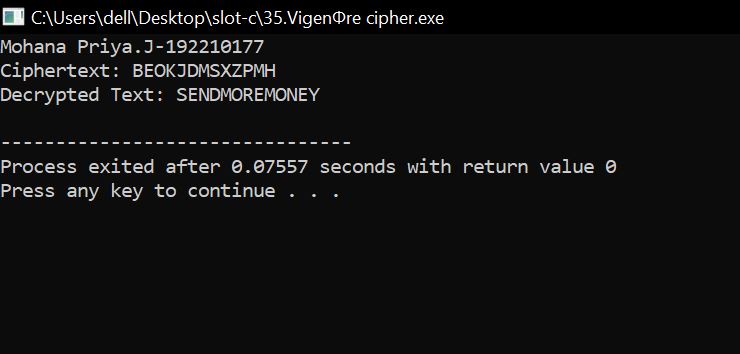 C:\Users\dell\Desktop\slot-c\35.VigenΦre cipher.exe
Mohana Priya.J-192210177
Ciphertext: BEOKJDMSXZPMH
Decrypted Text: SENDMOREMONEY
--------------------------------
Process exited after 0.07557 seconds with return value 0
Press any key to continue . . .